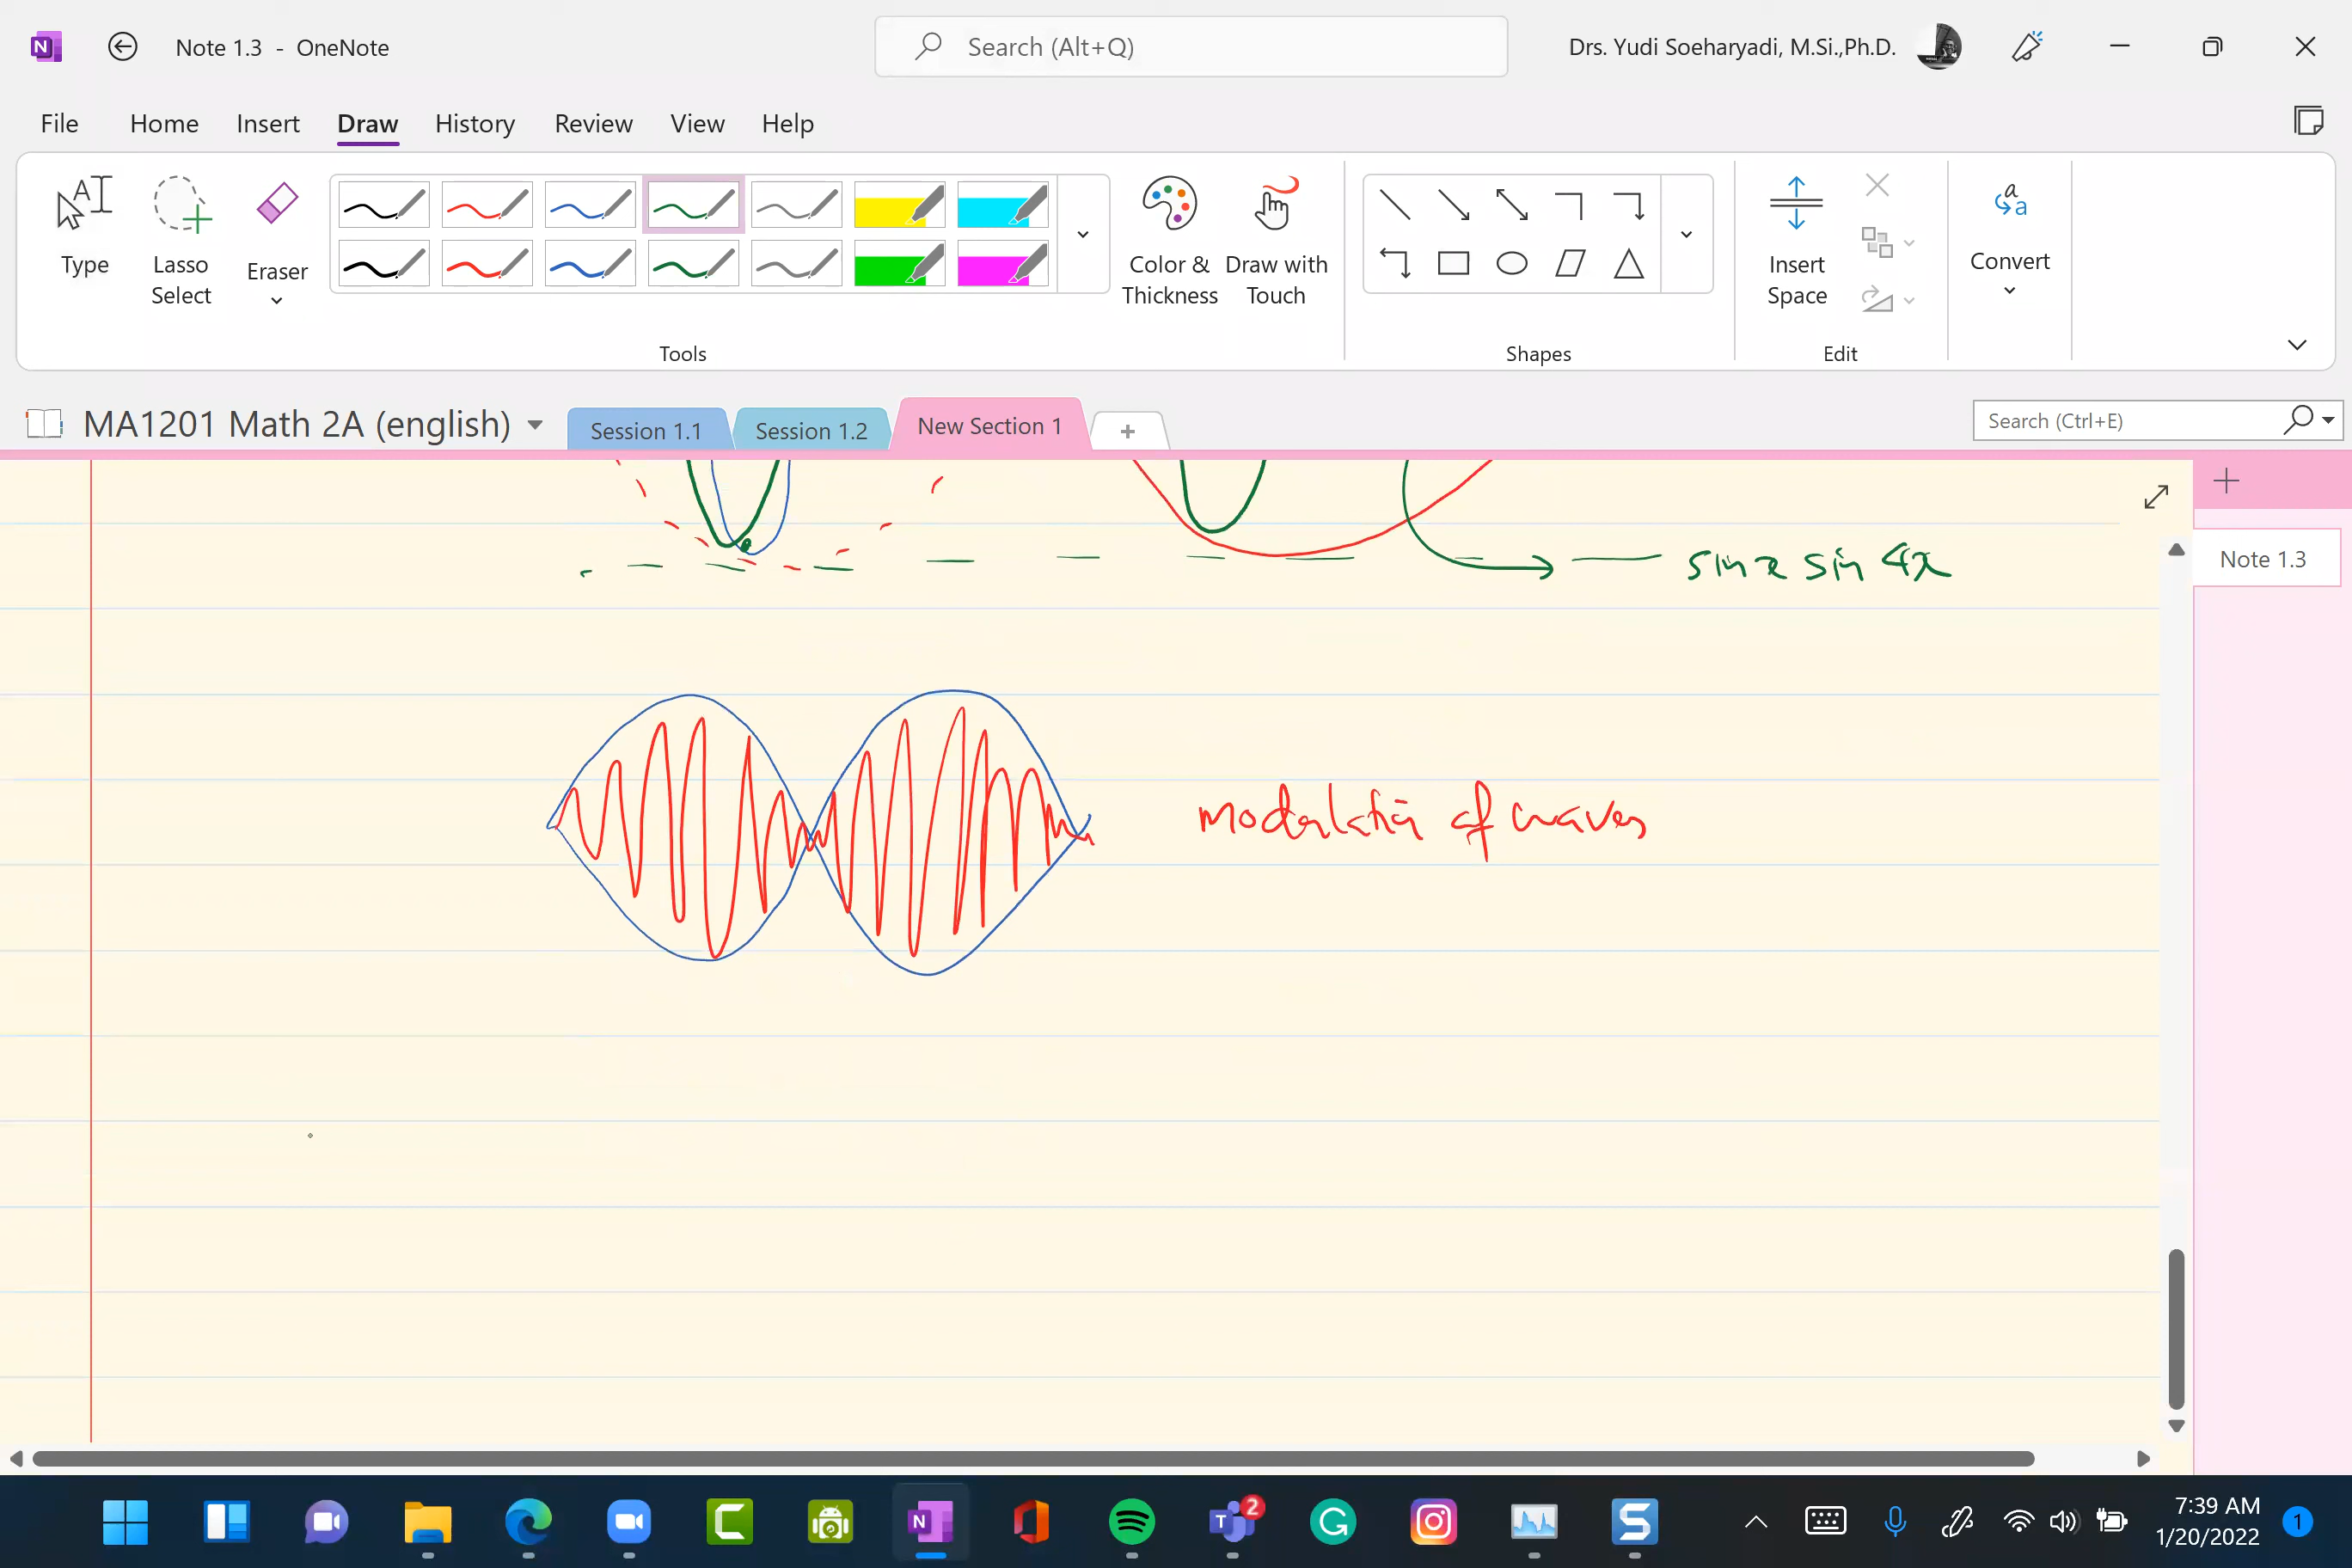 Note 1.3 - OneNote
Search (Alt+Q)
Drs. Yudi Soeharyadi, M.Si.,Ph.D.
File Home Insert Draw History Review View Help
Type
Lasso Select
Eraser
Color & Thickness
Draw with Touch
Insert Space
Convert
Tools
Shapes
Edit
MA1201 Math 2A (english)
Session 1.1
Session 1.2
New Section 1
Search (Ctrl+E)
Note 1.3
sin x sin 4x
modulation of waves
2
7:39 AM
1/20/2022
1